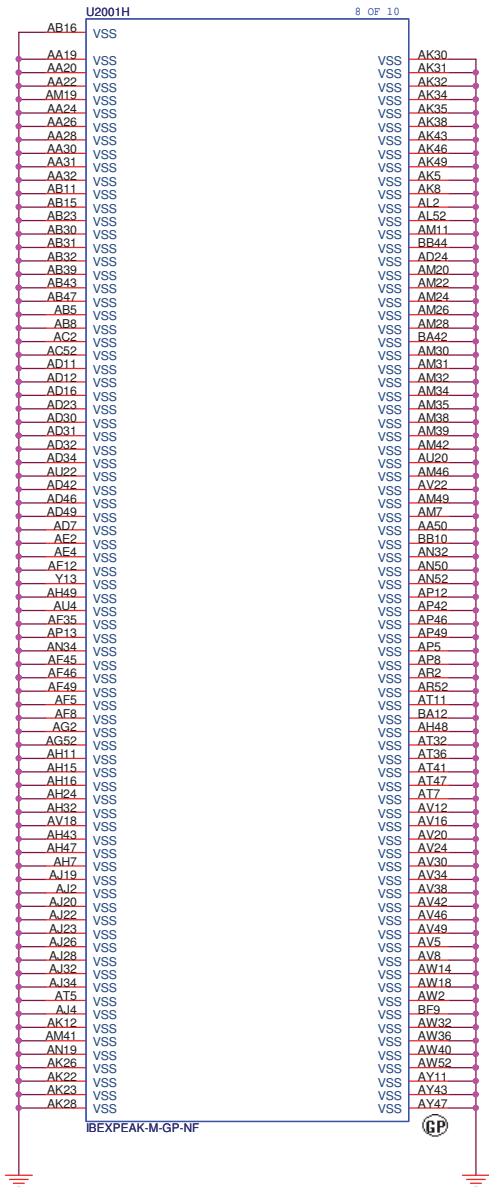 U2001H 8 OF 10
AB16 VSS
AA19 VSS VSS AK30
AA20 VSS VSS AK31
AA22 VSS VSS AK32
AM19 VSS VSS AK34
AA24 VSS VSS AK35
AA26 VSS VSS AK38
AA28 VSS VSS AK43
AA30 VSS VSS AK46
AA31 VSS VSS AK49
AA32 VSS VSS AK5
AB11 VSS VSS AK8
AB15 VSS VSS AL2
AB23 VSS VSS AL52
AB30 VSS VSS AM11
AB31 VSS VSS BB44
AB32 VSS VSS AD24
AB39 VSS VSS AM20
AB43 VSS VSS AM22
AB47 VSS VSS AM24
AB5 VSS VSS AM26
AB8 VSS VSS AM28
AC2 VSS VSS BA42
AC52 VSS VSS AM30
AD11 VSS VSS AM31
AD12 VSS VSS AM32
AD16 VSS VSS AM34
AD23 VSS VSS AM35
AD30 VSS VSS AM38
AD31 VSS VSS AM39
AD32 VSS VSS AM42
AD34 VSS VSS AU20
AU22 VSS VSS AM46
AD42 VSS VSS AV22
AD46 VSS VSS AM49
AD49 VSS VSS AM7
AD7 VSS VSS AA50
AE2 VSS VSS BB10
AE4 VSS VSS AN32
AF12 VSS VSS AN50
Y13 VSS VSS AN52
AH49 VSS VSS AP12
AU4 VSS VSS AP42
AF35 VSS VSS AP46
AP13 VSS VSS AP49
AN34 VSS VSS AP5
AF45 VSS VSS AP8
AF46 VSS VSS AR2
AF49 VSS VSS AR52
AF5 VSS VSS AT11
AF8 VSS VSS BA12
AG2 VSS VSS AH48
AG52 VSS VSS AT32
AH11 VSS VSS AT36
AH15 VSS VSS AT41
AH16 VSS VSS AT47
AH24 VSS VSS AT7
AH32 VSS VSS AV12
AV18 VSS VSS AV16
AH43 VSS VSS AV20
AH47 VSS VSS AV24
AH7 VSS VSS AV30
AJ19 VSS VSS AV34
AJ2 VSS VSS AV38
AJ20 VSS VSS AV42
AJ22 VSS VSS AV46
AJ23 VSS VSS AV49
AJ26 VSS VSS AV5
AJ28 VSS VSS AV8
AJ32 VSS VSS AW14
AJ34 VSS VSS AW18
AT5 VSS VSS AW2
AJ4 VSS VSS BF9
AK12 VSS VSS AW32
AM41 VSS VSS AW36
AN19 VSS VSS AW40
AK26 VSS VSS AW52
AK22 VSS VSS AY11
AK23 VSS VSS AY43
AK28 VSS VSS AY47
IBEXPEAK-M-GP-NF GP